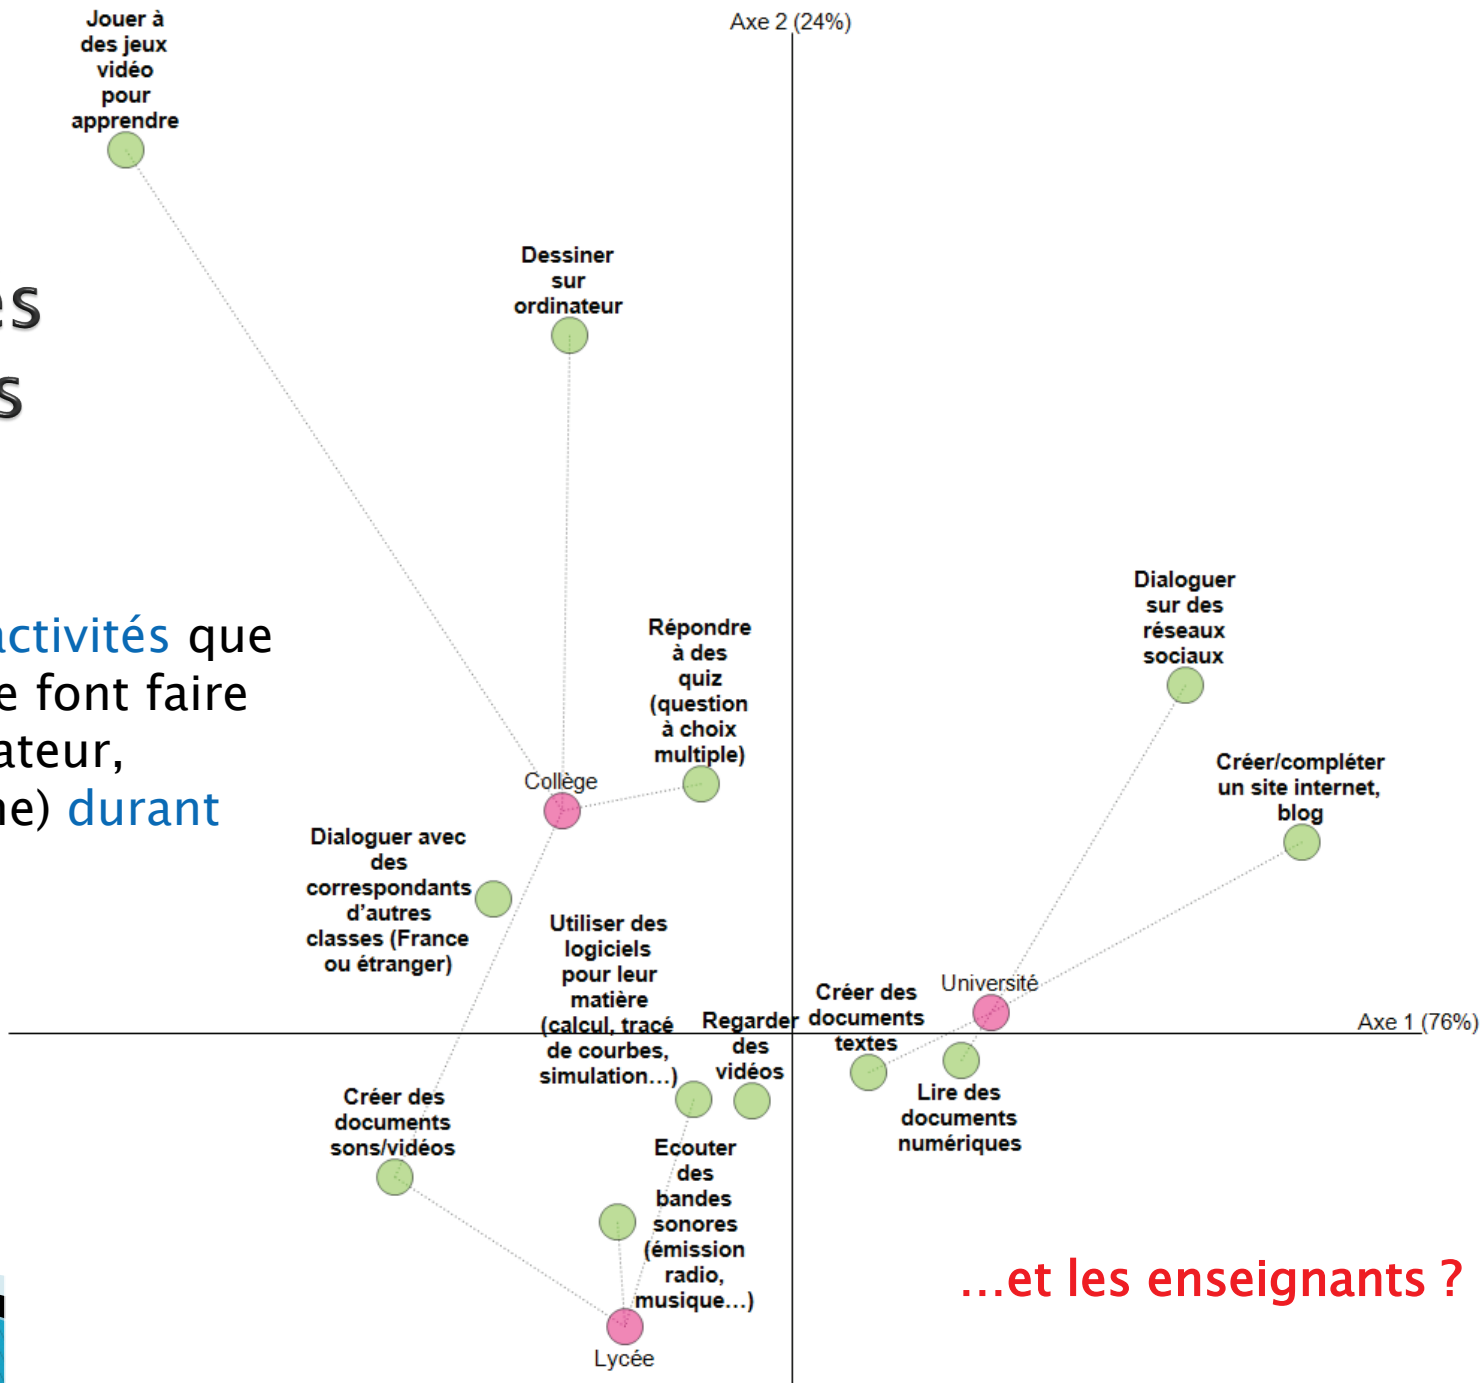 Jouer à
des jeux
vidéo
pour
apprendre
Axe 2 (24%)
Dessiner
sur
ordinateur
es
s
activités que
e font faire
ateur,
ne) durant
Répondre
à des
quiz
(question
à choix
multiple)
Collège
Dialoguer
sur des
réseaux
sociaux
Créer/compléter
un site internet,
blog
Dialoguer avec
des
correspondants
d'autres
classes (France
ou étranger)
Utiliser des
logiciels
pour leur
matière
(calcul, tracé
de courbes,
simulation…)
Regarder
des
vidéos
Créer des
documents
textes
Université
Axe 1 (76%)
Lire des
documents
numériques
Créer des
documents
sons/vidéos
Ecouter
des
bandes
sonores
(émission
radio,
musique…)
Lycée
…et les enseignants ?